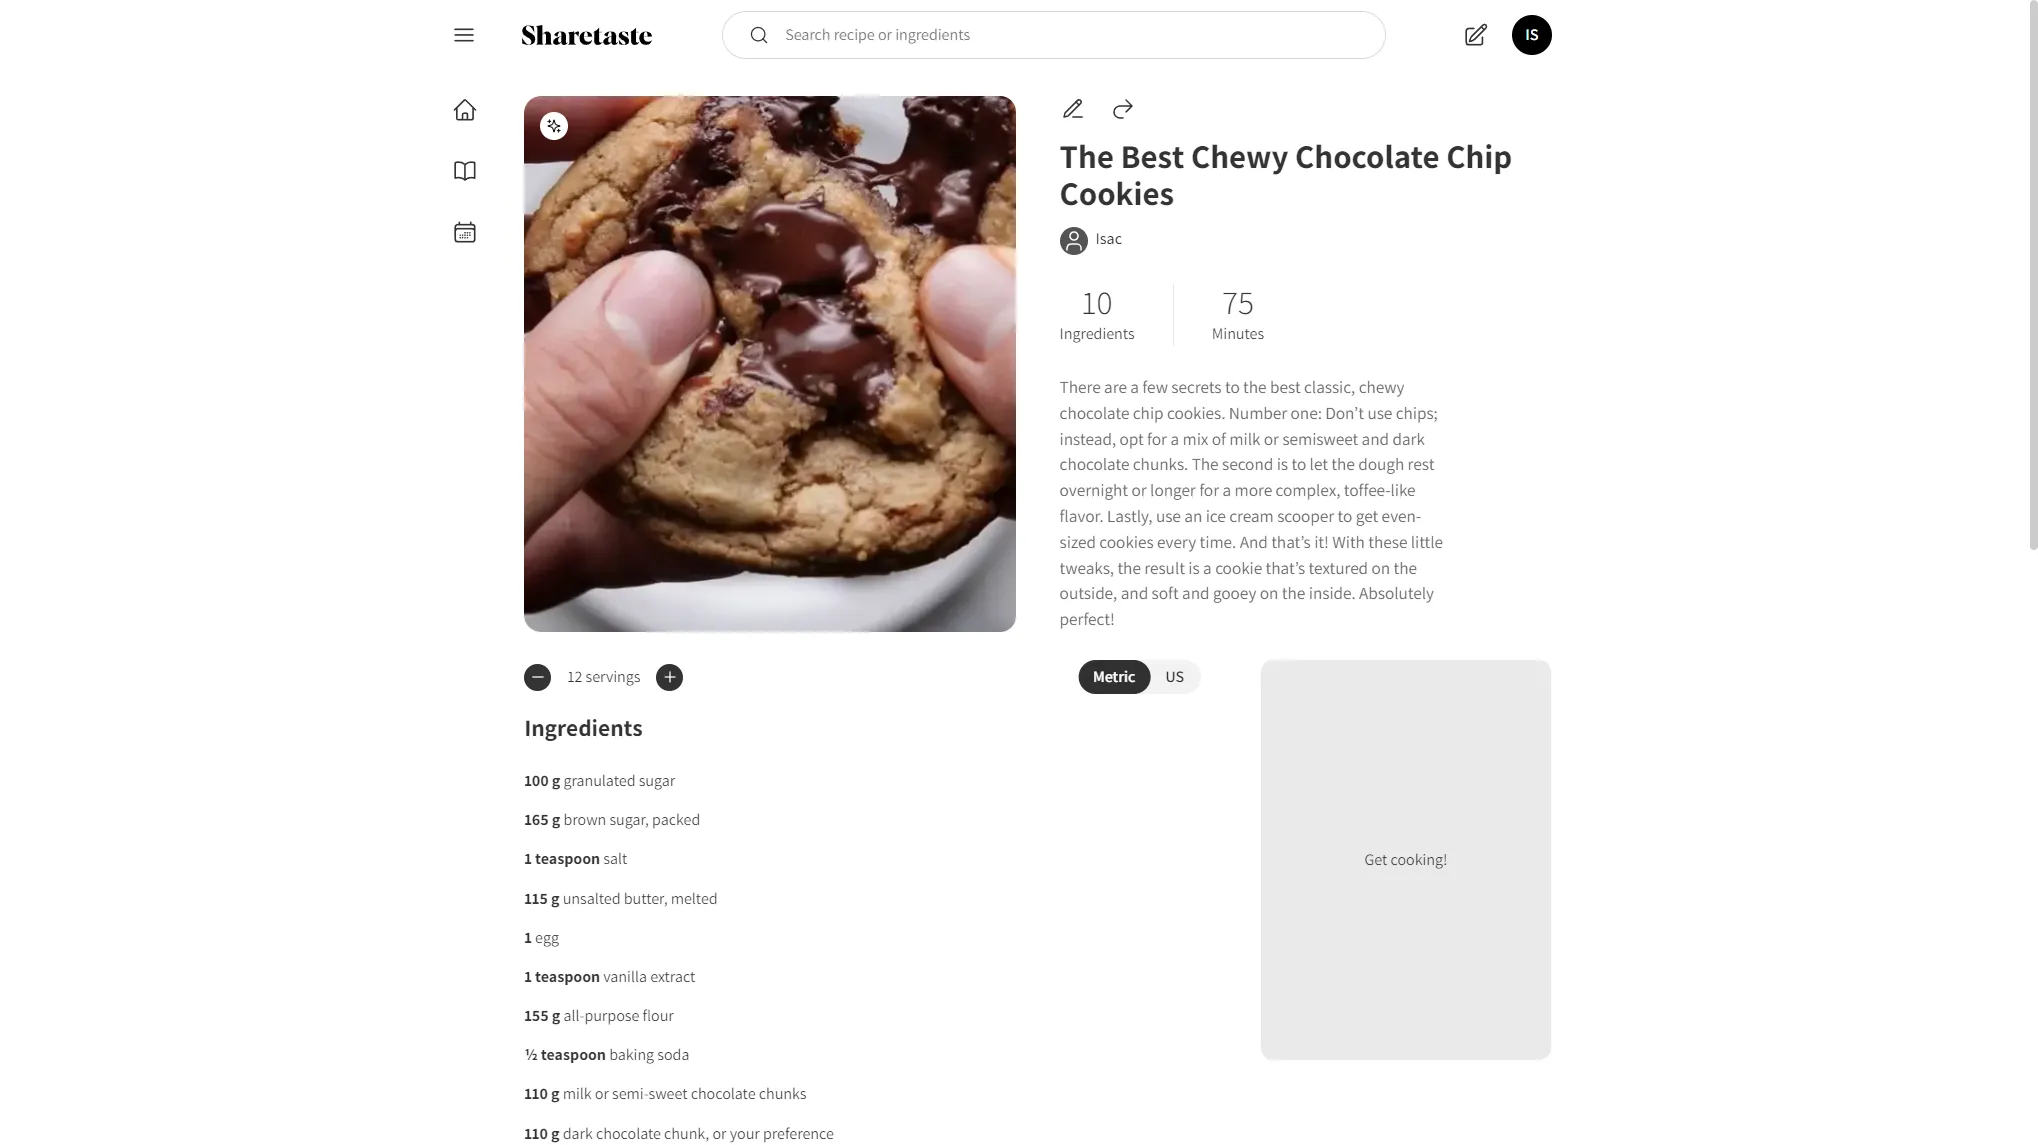 Sharetaste
Search recipe or ingredients
IS
The Best Chewy Chocolate Chip
Cookies
Isac
10
Ingredients
75
Minutes
There are a few secrets to the best classic, chewy
chocolate chip cookies. Number one: Don’t use chips;
instead, opt for a mix of milk or semisweet and dark
chocolate chunks. The second is to let the dough rest
overnight or longer for a more complex, toffee-like
flavor. Lastly, use an ice cream scooper to get even-
sized cookies every time. And that’s it! With these little
tweaks, the result is a cookie that’s textured on the
outside, and soft and gooey on the inside. Absolutely
perfect!
12 servings
Metric US
Ingredients
100 g granulated sugar
165 g brown sugar, packed
1 teaspoon salt
115 g unsalted butter, melted
1 egg
1 teaspoon vanilla extract
155 g all-purpose flour
½ teaspoon baking soda
110 g milk or semi-sweet chocolate chunks
110 g dark chocolate chunk, or your preference
Get cooking!